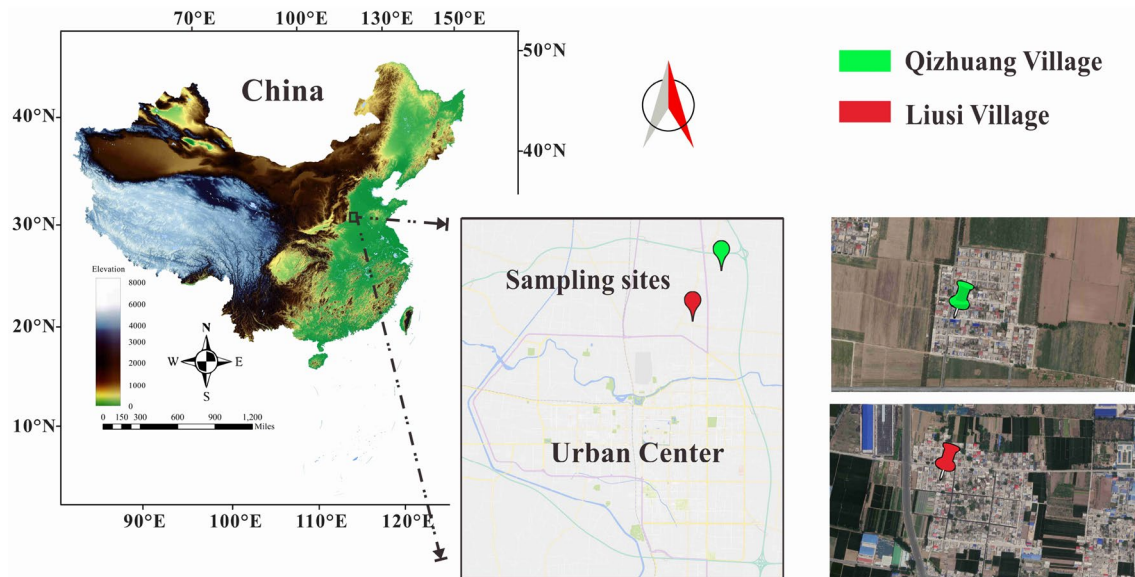 70°E 100°E 130°E 150°E
50°N
China
40°N
40°N
30°N
20°N
10°N
Elevation
8000
6000
4000
3000
2000
1000
0
N
W E
S
0 150 300 600 900 1,200
Miles
90°E 100°E 110°E 120°E
Sampling sites
Urban Center
Qizhuang Village
Liusi Village